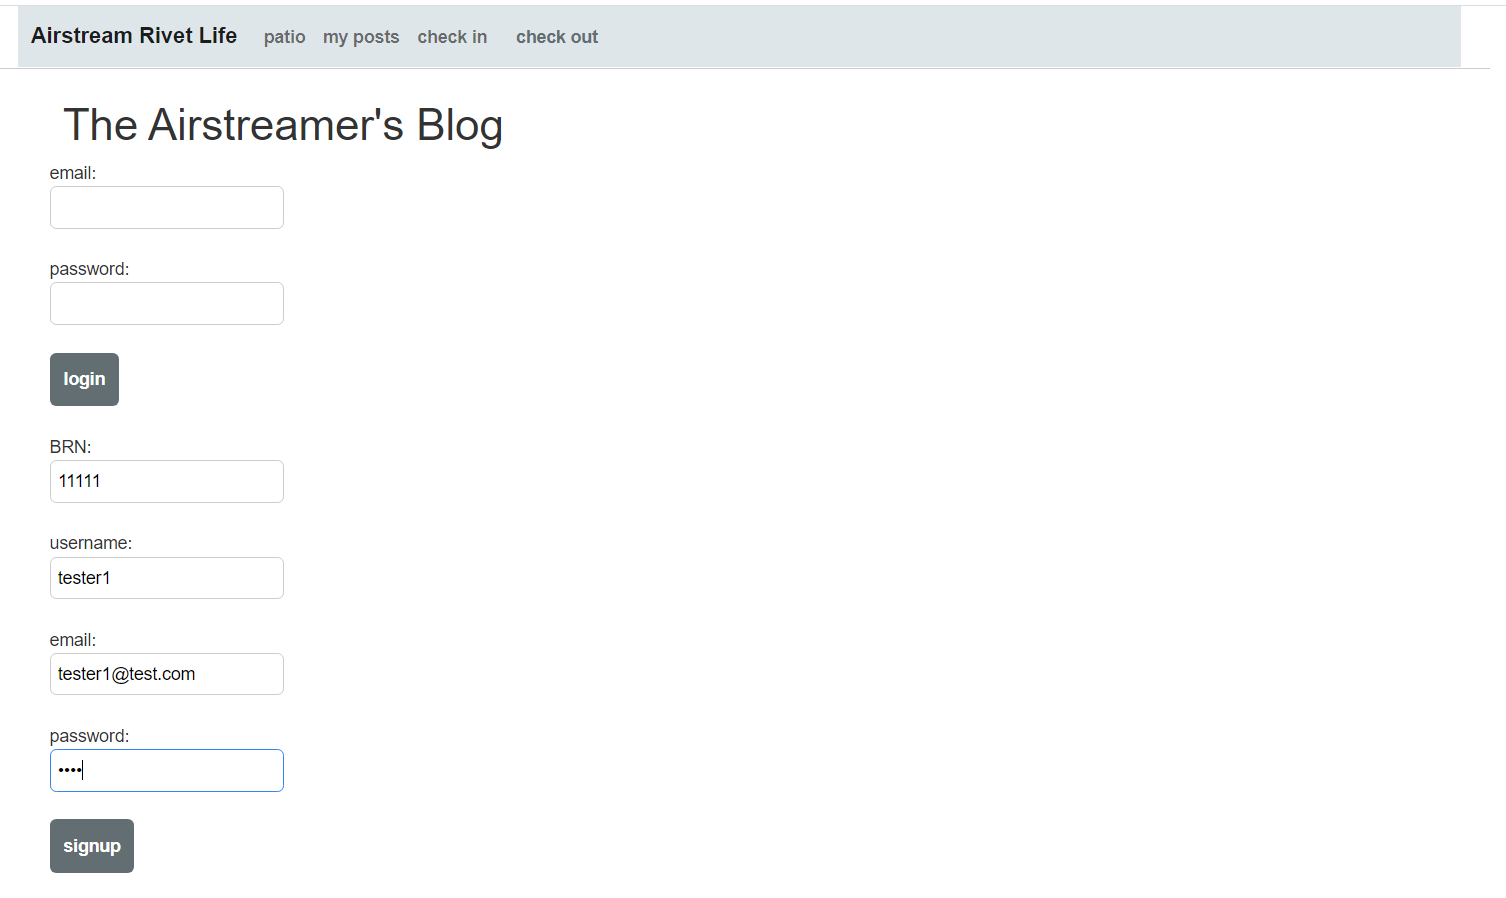 Airstream Rivet Life patio my posts check in check out
The Airstreamer's Blog
email:
password:
login
BRN:
11111
username:
tester1
email:
tester1@test.com
password:
••••
signup